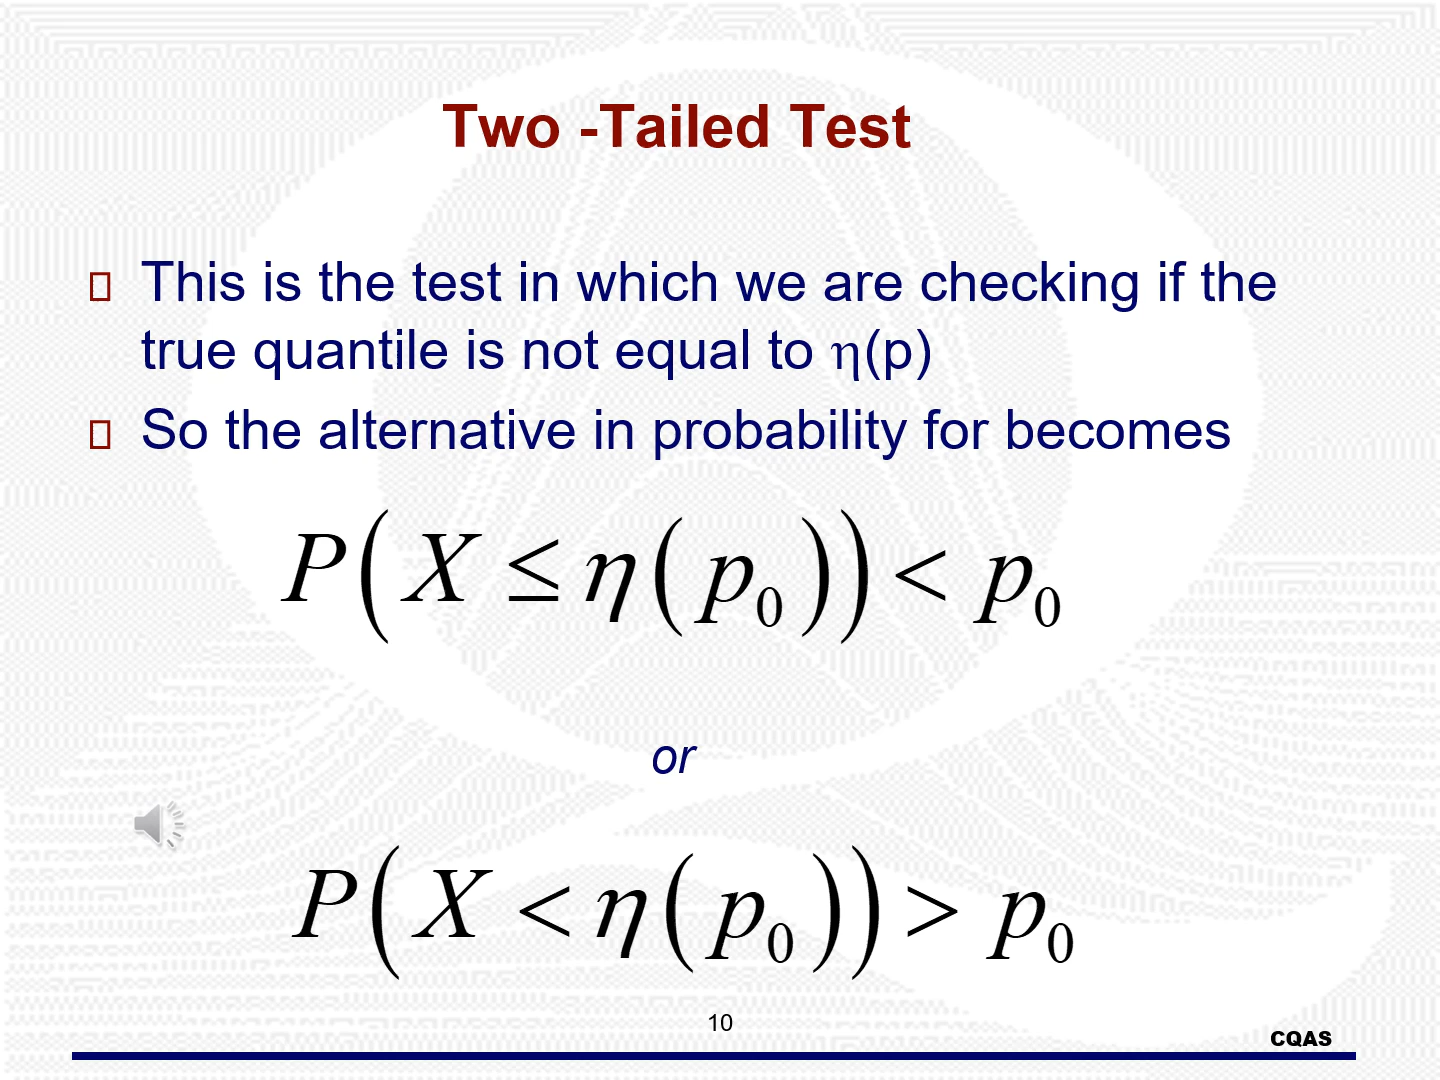 Two -Tailed Test
This is the test in which we are checking if the
true quantile is not equal to η(p)
So the alternative in probability for becomes
P(X ≤ η(p₀)) < p₀
or
P(X < η(p₀)) > p₀
10
CQAS